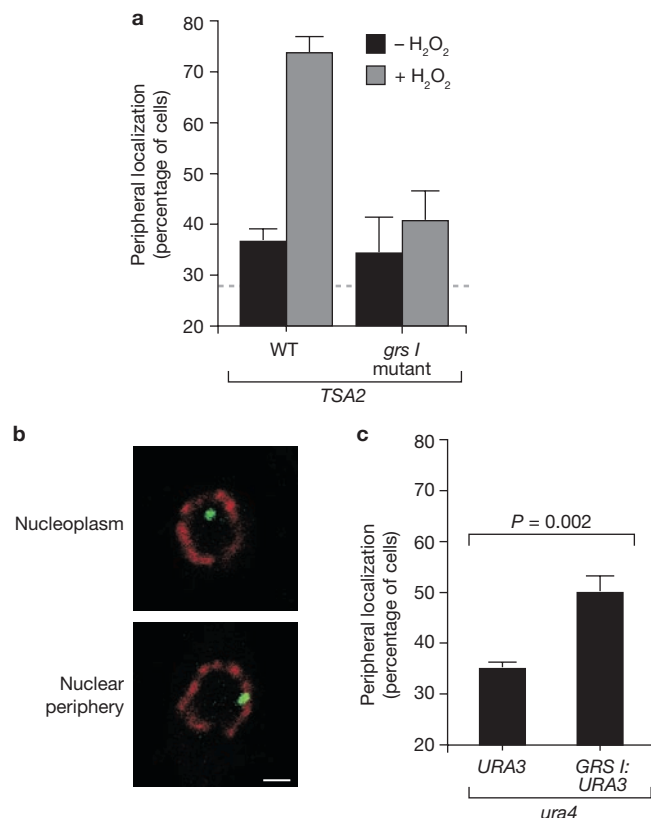 a
80
70
60
50
40
30
20
Peripheral localization
(percentage of cells)
– H₂O₂
+ H₂O₂
WT
grs I
mutant
TSA2
b
Nucleoplasm
Nuclear
periphery
c
80
70
60
50
40
30
20
Peripheral localization
(percentage of cells)
P = 0.002
URA3
GRS I:
URA3
ura4